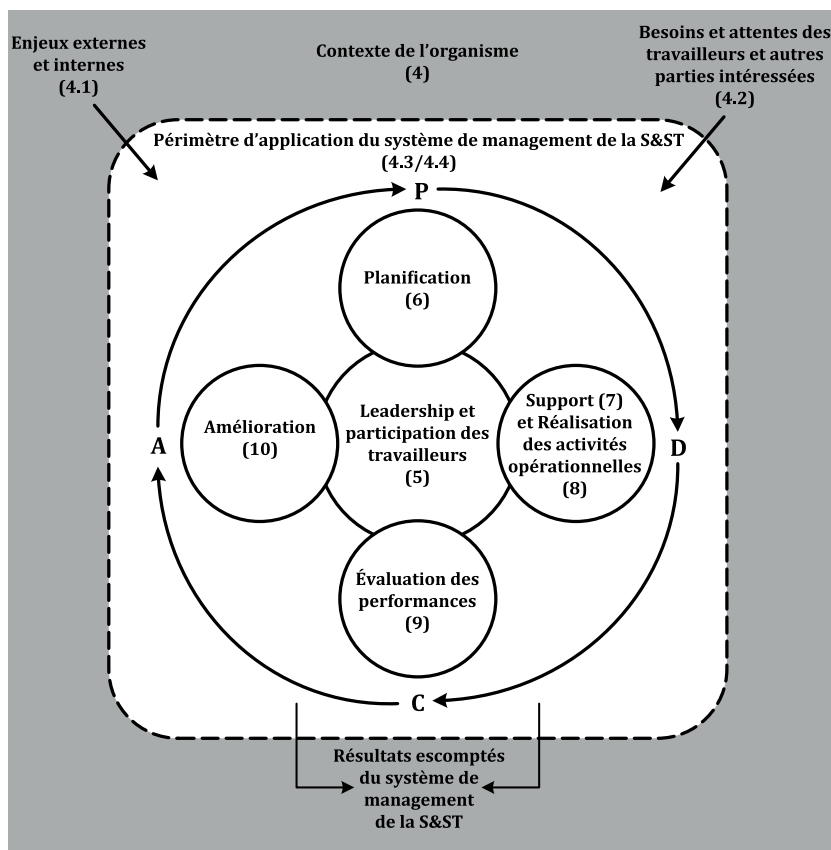 Enjeux externes
et internes
(4.1)
Contexte de l’organisme
(4)
Besoins et attentes des
travailleurs et autres
parties intéressées
(4.2)
Périmètre d’application du système de management de la S&ST
(4.3/4.4)
P
Planification
(6)
A
Amélioration
(10)
Leadership et
participation des
travailleurs
(5)
Support (7)
et Réalisation
des activités
opérationnelles
(8)
D
Évaluation des
performances
(9)
C
Résultats escomptés
du système de
management
de la S&ST